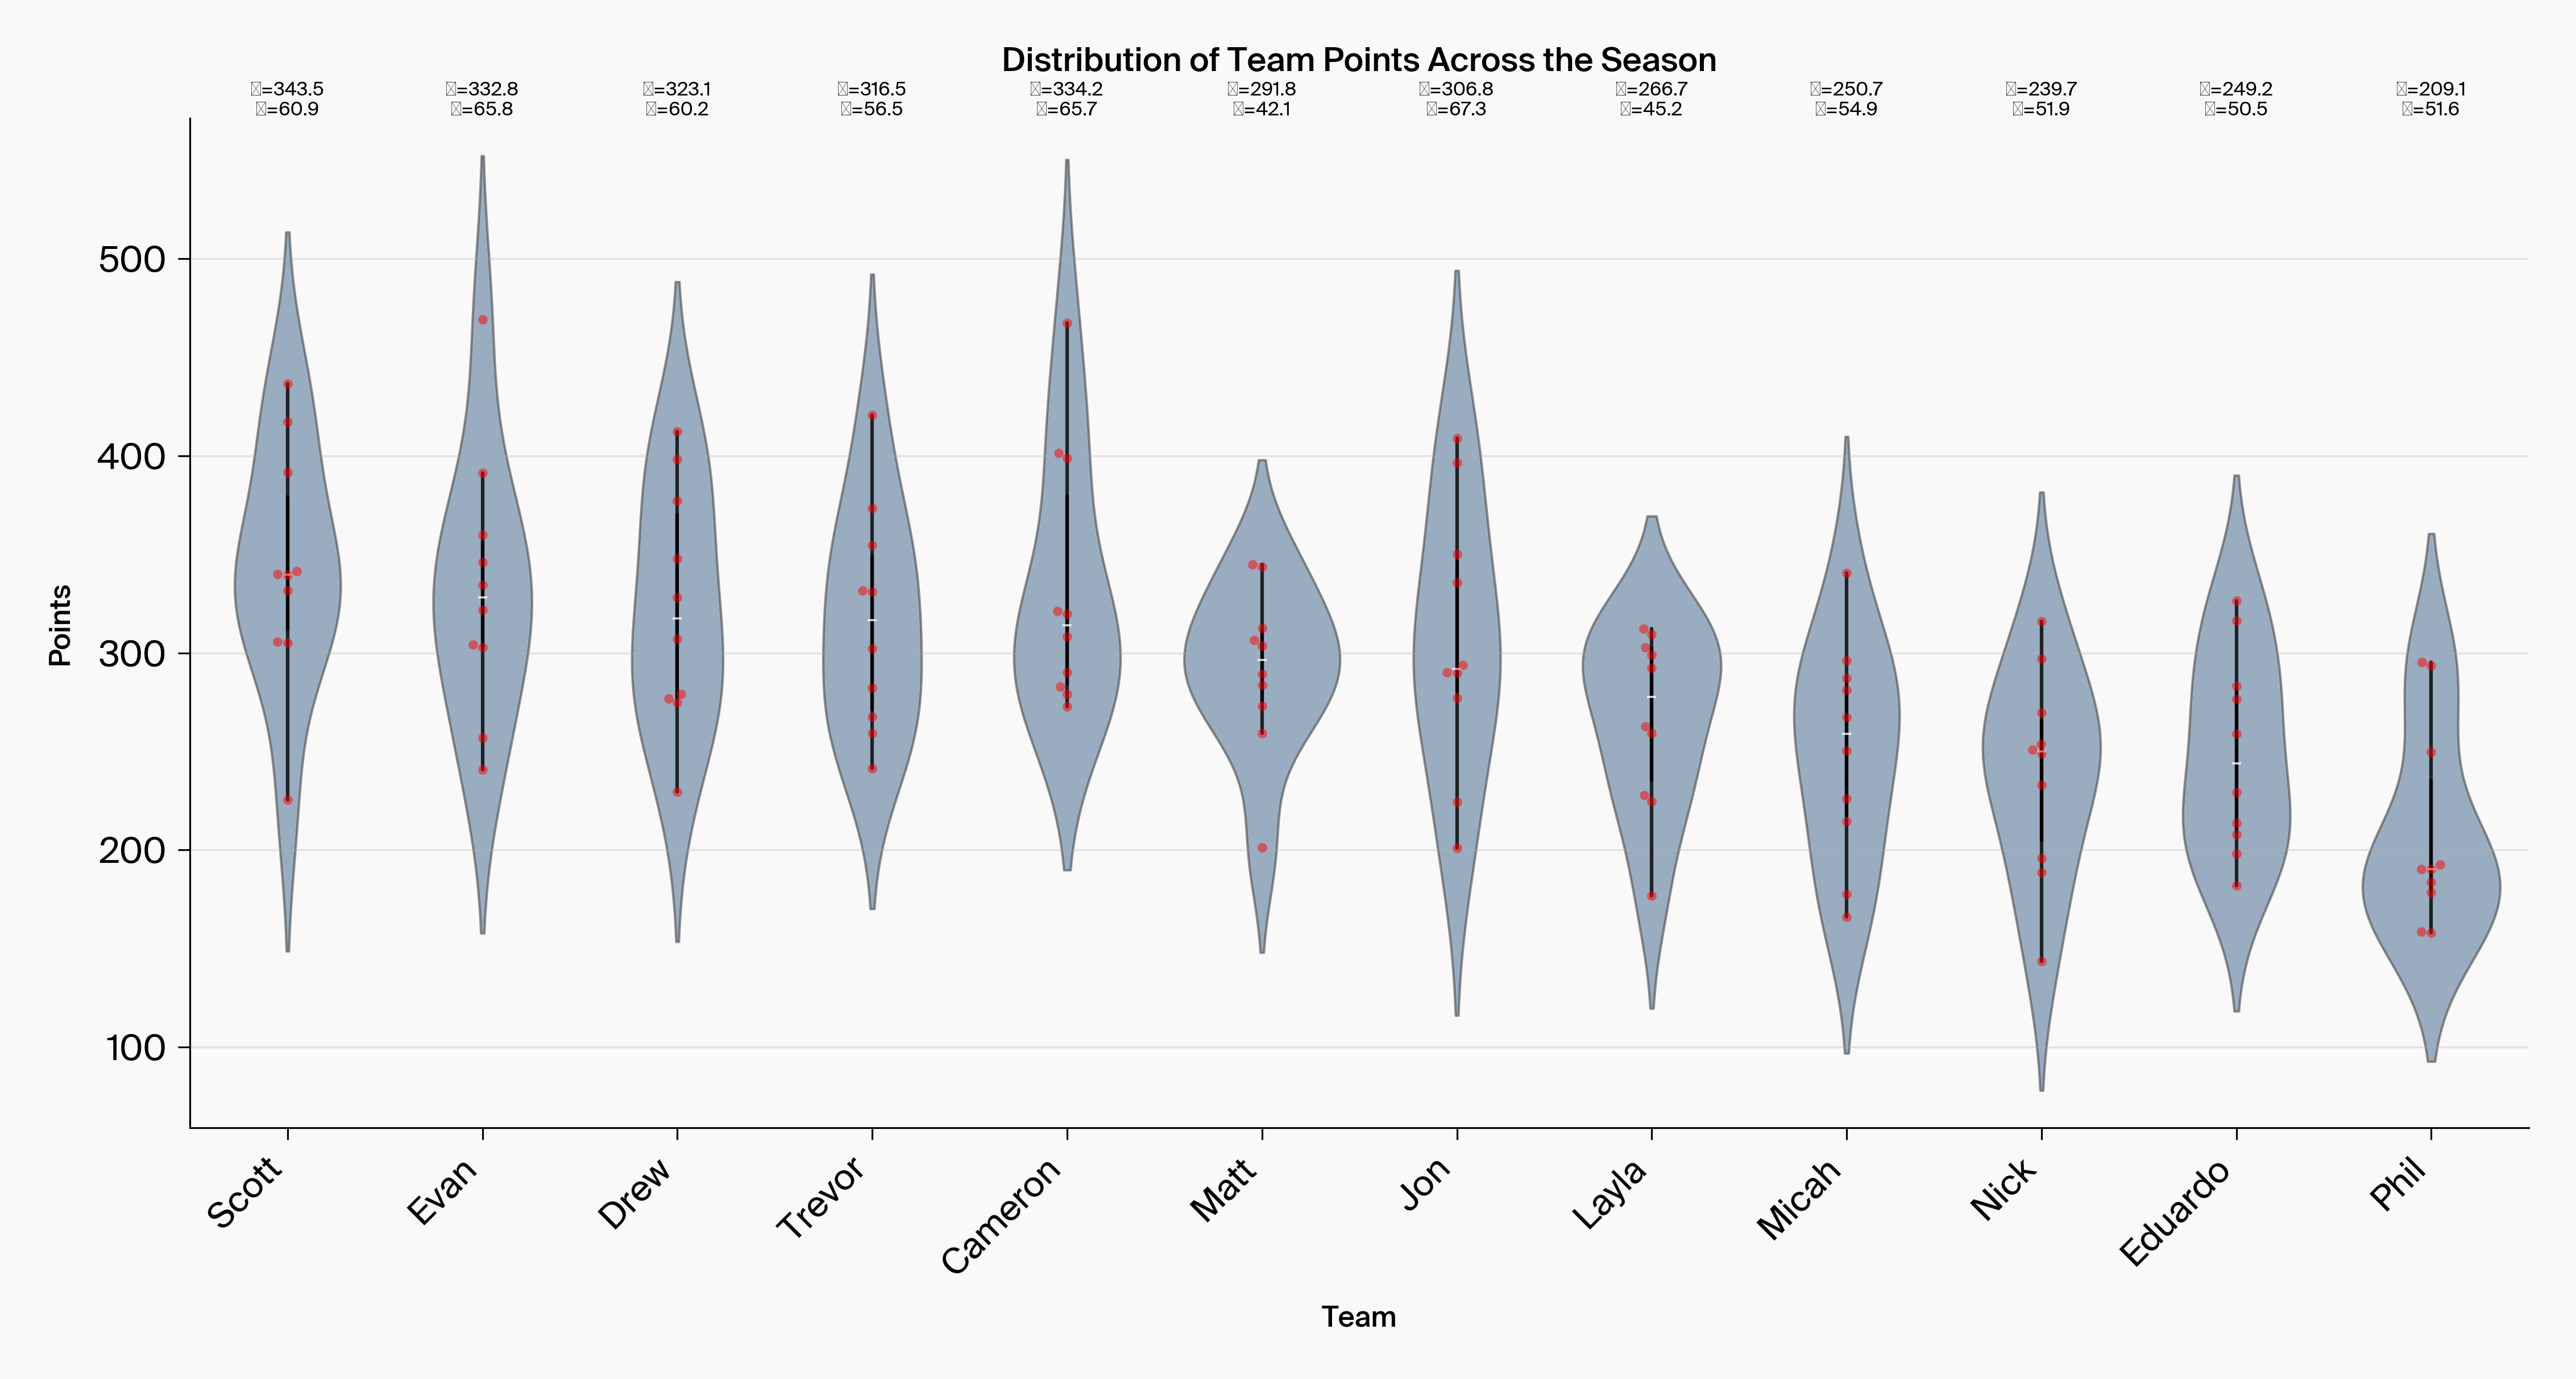 Distribution of Team Points Across the Season
=343.5 =332.8 =323.1 =316.5 =334.2 =291.8 =306.8 =266.7 =250.7 =239.7 =249.2 =209.1
=60.9 =65.8 =60.2 =56.5 =65.7 =42.1 =67.3 =45.2 =54.9 =51.9 =50.5 =51.6
500
400
300
200
100
Points
Scott Evan Drew Trevor Cameron Matt Jon Layla Micah Nick Eduardo Phil
Team